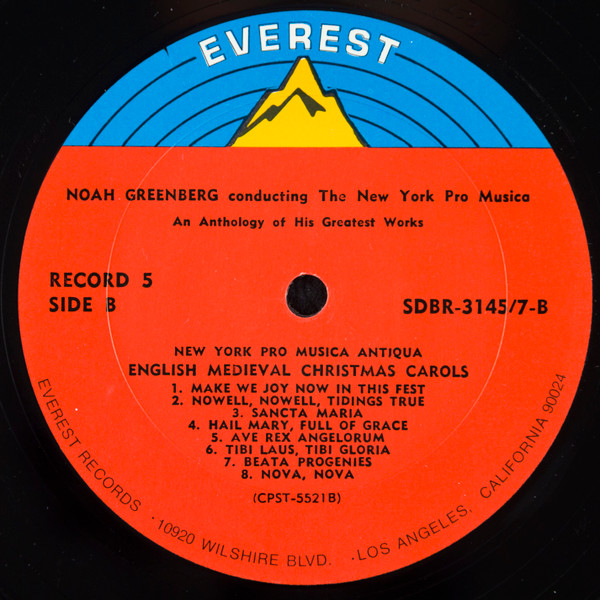 EVEREST
NOAH GREENBERG conducting The New York Pro Musica
An Anthology of His Greatest Works
RECORD 5
SIDE B
SDBR-3145/7-B
NEW YORK PRO MUSICA ANTIQUA
ENGLISH MEDIEVAL CHRISTMAS CAROLS
1. MAKE WE JOY NOW IN THIS FEST
2. NOWELL, NOWELL, TIDINGS TRUE
3. SANCTA MARIA
4. HAIL MARY, FULL OF GRACE
5. AVE REX ANGELORUM
6. TIBI LAUS, TIBI GLORIA
7. BEATA PROGENIES
8. NOVA, NOVA
(CPST-5521B)
EVEREST RECORDS · 10920 WILSHIRE BLVD. · LOS ANGELES, CALIFORNIA 90024